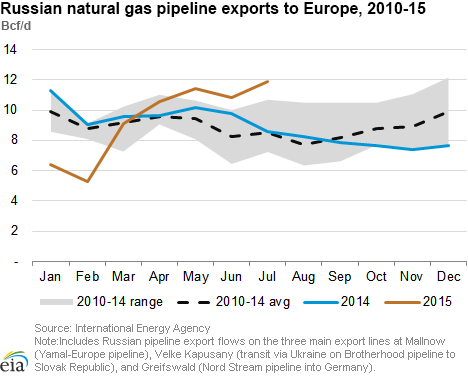 Russian natural gas pipeline exports to Europe, 2010-15
Bcf/d
14
12
10
8
6
4
2
-
Jan Feb Mar Apr May Jun Jul Aug Sep Oct Nov Dec
2010-14 range 2010-14 avg 2014 2015
Source: International Energy Agency
Note:Includes Russian pipeline export flows on the three main export lines at Mallnow
(Yamal-Europe pipeline), Velke Kapusany (transit via Ukraine on Brotherhood pipeline to
Slovak Republic), and Greifswald (Nord Stream pipeline into Germany).
eia